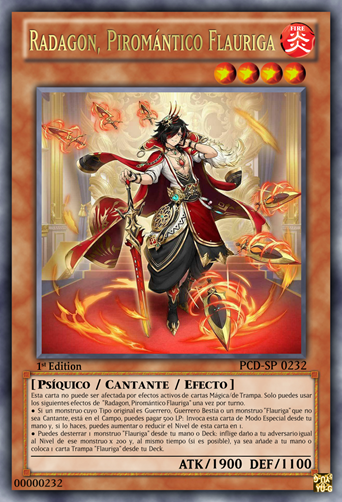 Radagon, Piromántico Flauriga
FIRE
炎
1st Edition
PCD-SP 0232
[ Psíquico / Cantante / Efecto ]
Esta carta no puede ser afectada por efectos activos de cartas Mágica/de Trampa. Solo puedes usar
los siguientes efectos de "Radagon, Piromántico Flauriga" una vez por turno.
● Si un monstruo cuyo Tipo original es Guerrero, Guerrero Bestia o un monstruo "Flauriga" que no
sea Cantante, está en el Campo, puedes pagar 100 LP: Invoca esta carta de Modo Especial desde tu
mano y, si lo haces, puedes aumentar o reducir el Nivel de esta carta en 1.
● Puedes desterrar 1 monstruo "Flauriga" desde tu mano o Deck; inflige daño a tu adversario igual
al Nivel de ese monstruo x 200 y, al mismo tiempo (si es posible), ya sea añade a tu mano o
coloca 1 carta Trampa "Flauriga" desde tu Deck.
ATK/1900 DEF/1100
00000232